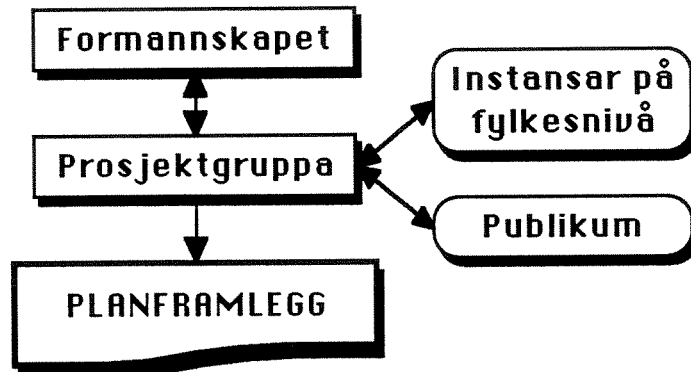 Formannskapet
Instansar på
fylkesnivå
Prosjektgruppa
Publikum
PLANFRAMLEGG